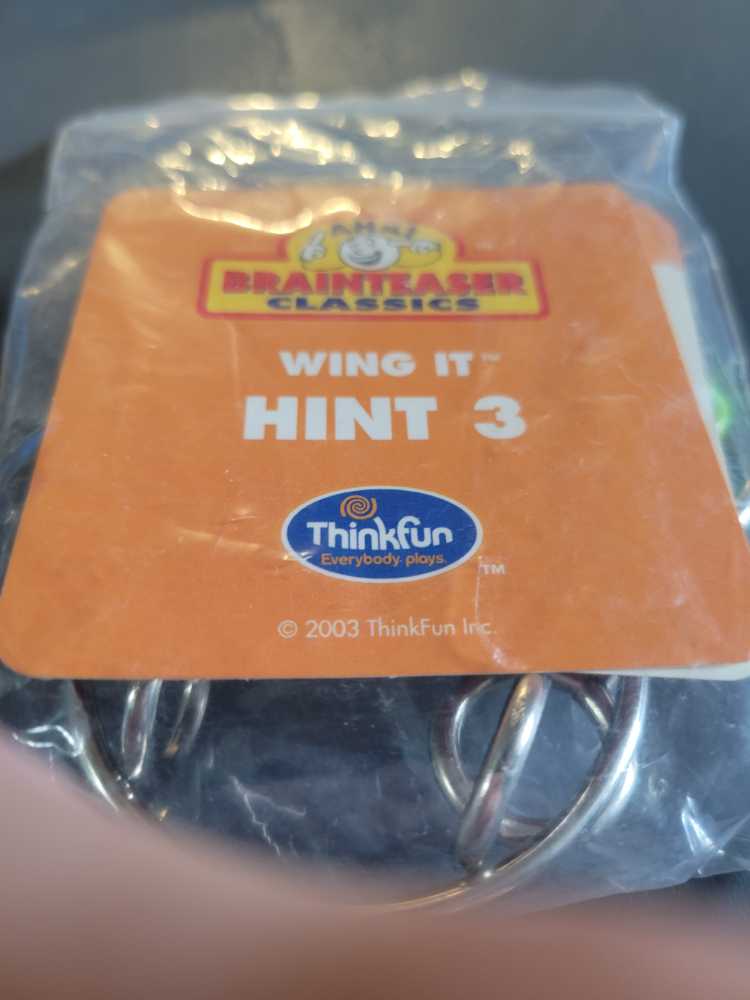 AHA!
BRAINTEASER
CLASSICS
WING IT™
HINT 3
Thinkfun
Everybody plays.
TM
© 2003 ThinkFun Inc.